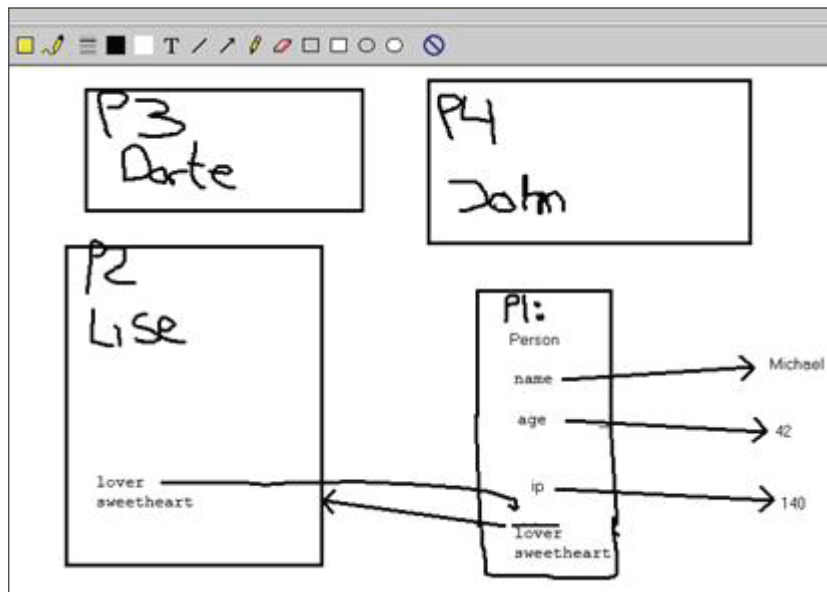 T
P3
Dorte
P4
John
P2
Lise
lover
sweetheart
P1:
Person
name
Michael
age
42
ip
140
lover
sweetheart